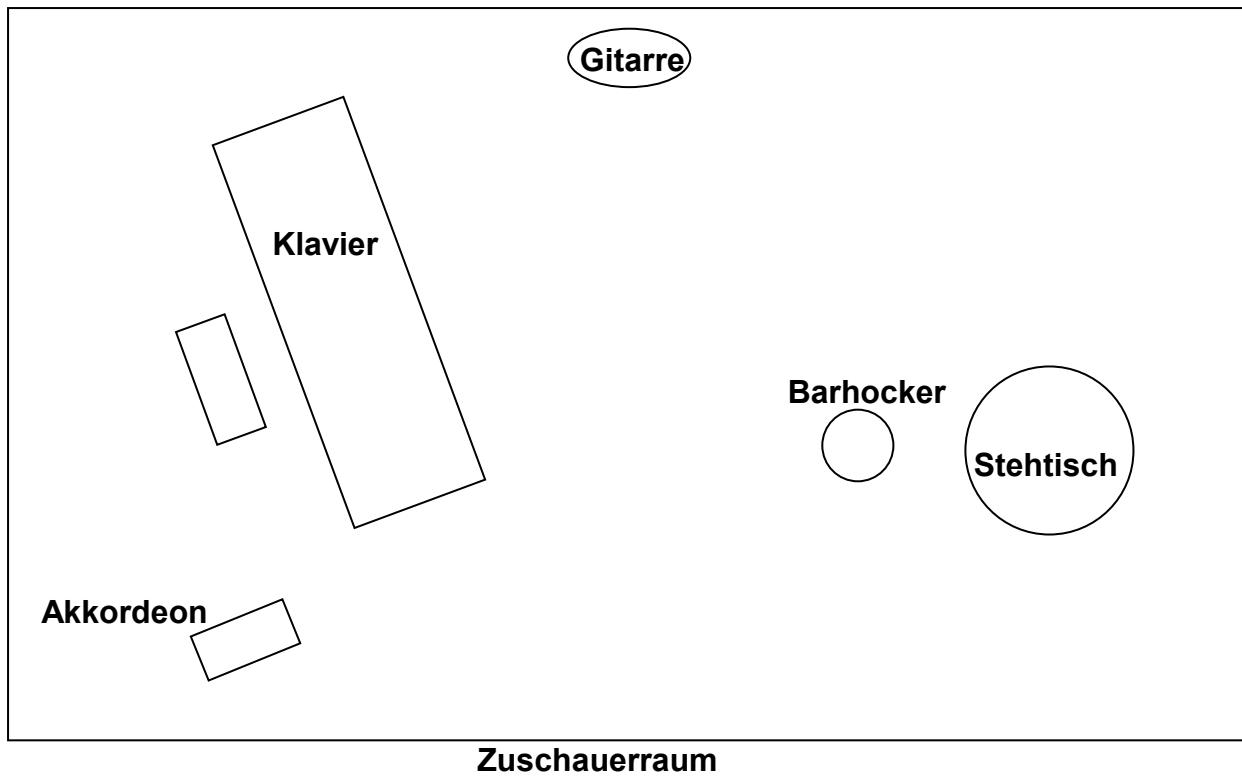 Gitarre
Klavier
Barhocker
Stehtisch
Akkordeon
Zuschauerraum